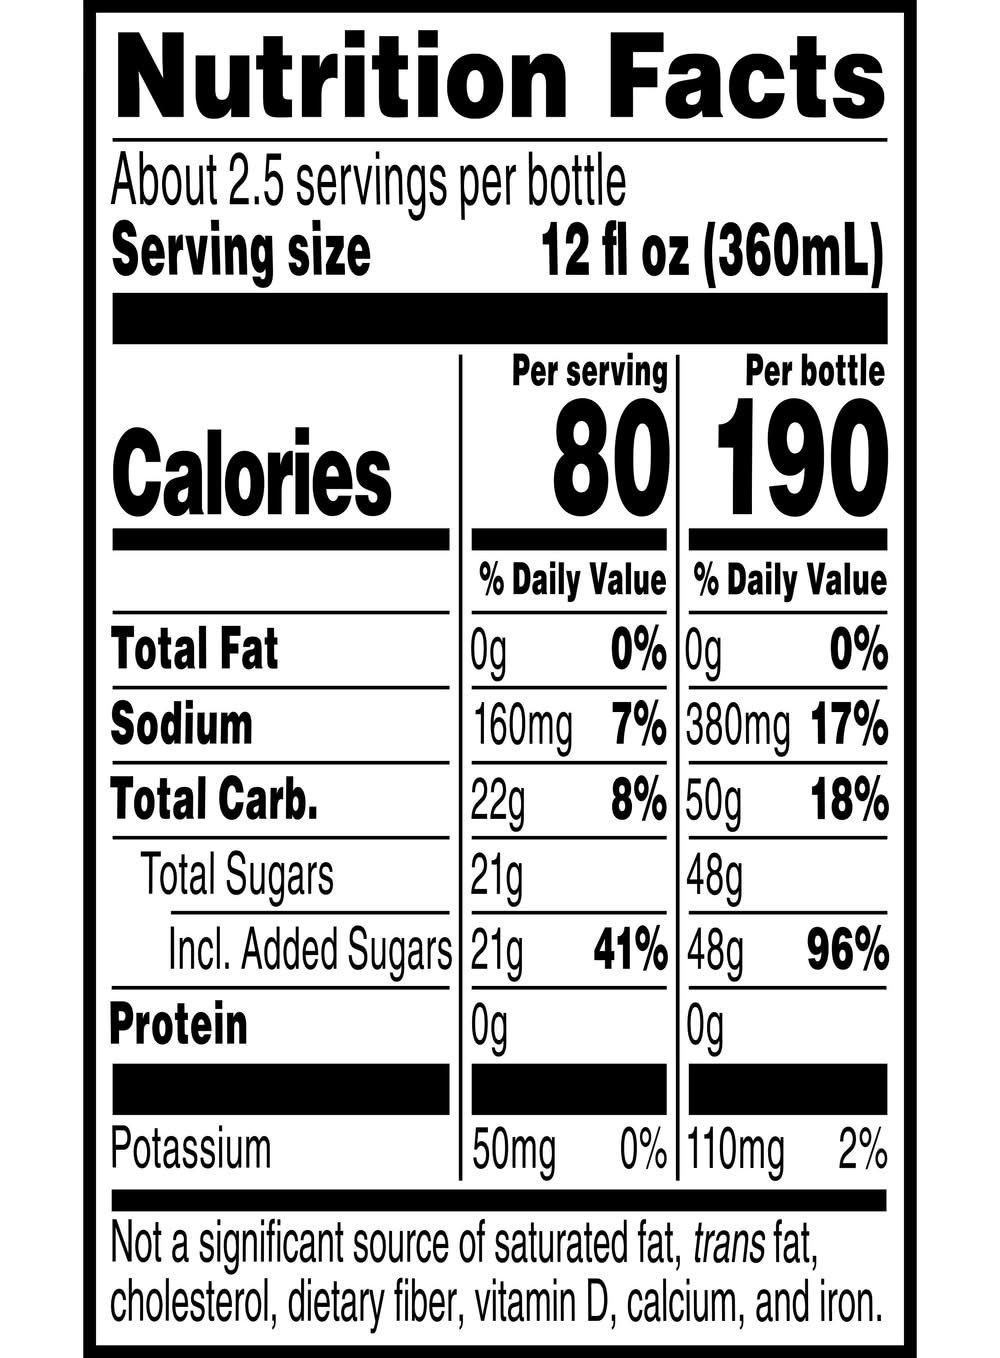 Nutrition Facts
About 2.5 servings per bottle
Serving size 12 fl oz (360mL)
Per serving Per bottle
Calories 80 190
% Daily Value % Daily Value
Total Fat 0g 0% 0g 0%
Sodium 160mg 7% 380mg 17%
Total Carb. 22g 8% 50g 18%
Total Sugars 21g 48g
Incl. Added Sugars 21g 41% 48g 96%
Protein 0g 0g
Potassium 50mg 0% 110mg 2%
Not a significant source of saturated fat, trans fat,
cholesterol, dietary fiber, vitamin D, calcium, and iron.